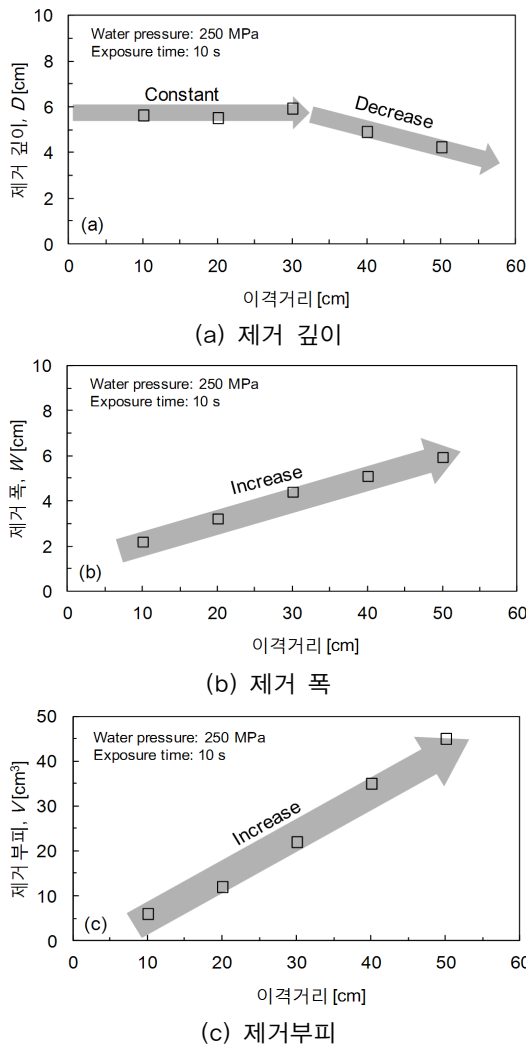 10
Water pressure: 250 MPa
Exposure time: 10 s
8
제거 깊이, D [cm]
Constant
Decrease
6
4
2
(a)
0
0 10 20 30 40 50 60
이격거리 [cm]
(a) 제거 깊이
10
Water pressure: 250 MPa
Exposure time: 10 s
8
제거 폭, W [cm]
6
Increase
4
2
(b)
0
0 10 20 30 40 50 60
이격거리 [cm]
(b) 제거 폭
50
Water pressure: 250 MPa
Exposure time: 10 s
40
제거 부피, V [cm³]
30
Increase
20
10
(c)
0
0 10 20 30 40 50 60
이격거리 [cm]
(c) 제거부피